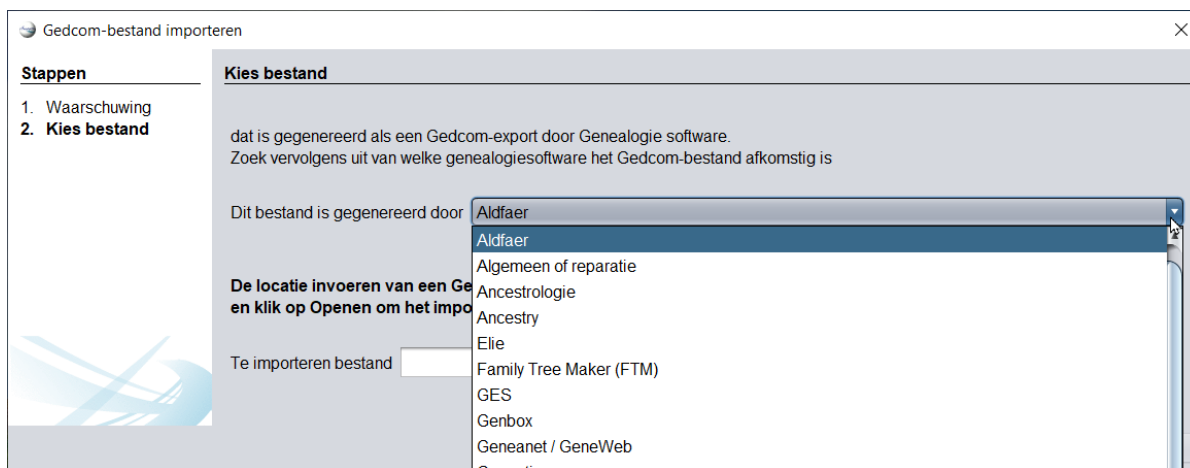 Gedcom-bestand importeren
Stappen
1. Waarschuwing
2. Kies bestand
Kies bestand
dat is gegenereerd als een Gedcom-export door Genealogie software.
Zoek vervolgens uit van welke genealogiesoftware het Gedcom-bestand afkomstig is
Dit bestand is gegenereerd door Aldfaer
Aldfaer
Algemeen of reparatie
Ancestrologie
Ancestry
Elie
Family Tree Maker (FTM)
GES
Genbox
Geneanet / GeneWeb
De locatie invoeren van een Ge
en klik op Openen om het impo
Te importeren bestand